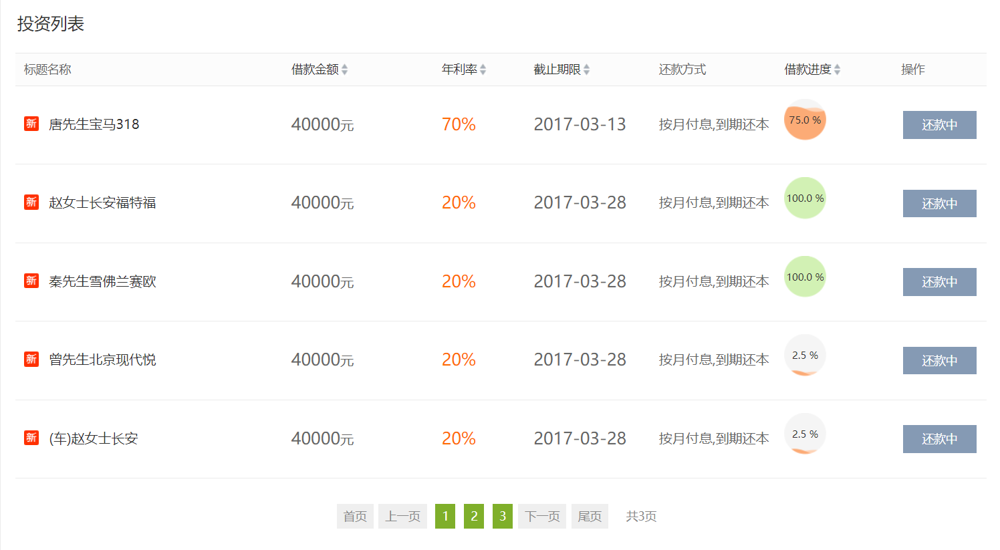 投资列表
标题名称 借款金额 年利率 截止期限 还款方式 借款进度 操作
新 唐先生宝马318 40000元 70% 2017-03-13 按月付息,到期还本 75.0 % 还款中
新 赵女士长安福特福 40000元 20% 2017-03-28 按月付息,到期还本 100.0 % 还款中
新 秦先生雪佛兰赛欧 40000元 20% 2017-03-28 按月付息,到期还本 100.0 % 还款中
新 曾先生北京现代悦 40000元 20% 2017-03-28 按月付息,到期还本 2.5 % 还款中
新 (车)赵女士长安 40000元 20% 2017-03-28 按月付息,到期还本 2.5 % 还款中
首页 上一页 1 2 3 下一页 尾页 共3页